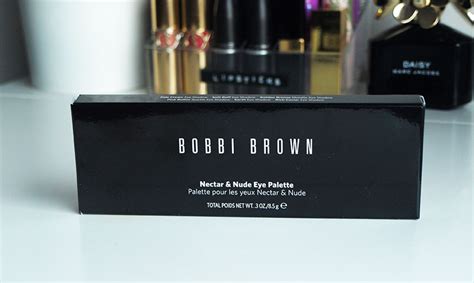 LIPSTICKS
DAISY
MARC JACOBS
BOBBI BROWN
Nectar & Nude Eye Palette
Palette pour les yeux Nectar & Nude
TOTAL POIDS NET WT. .3 OZ./8.5 g ℮